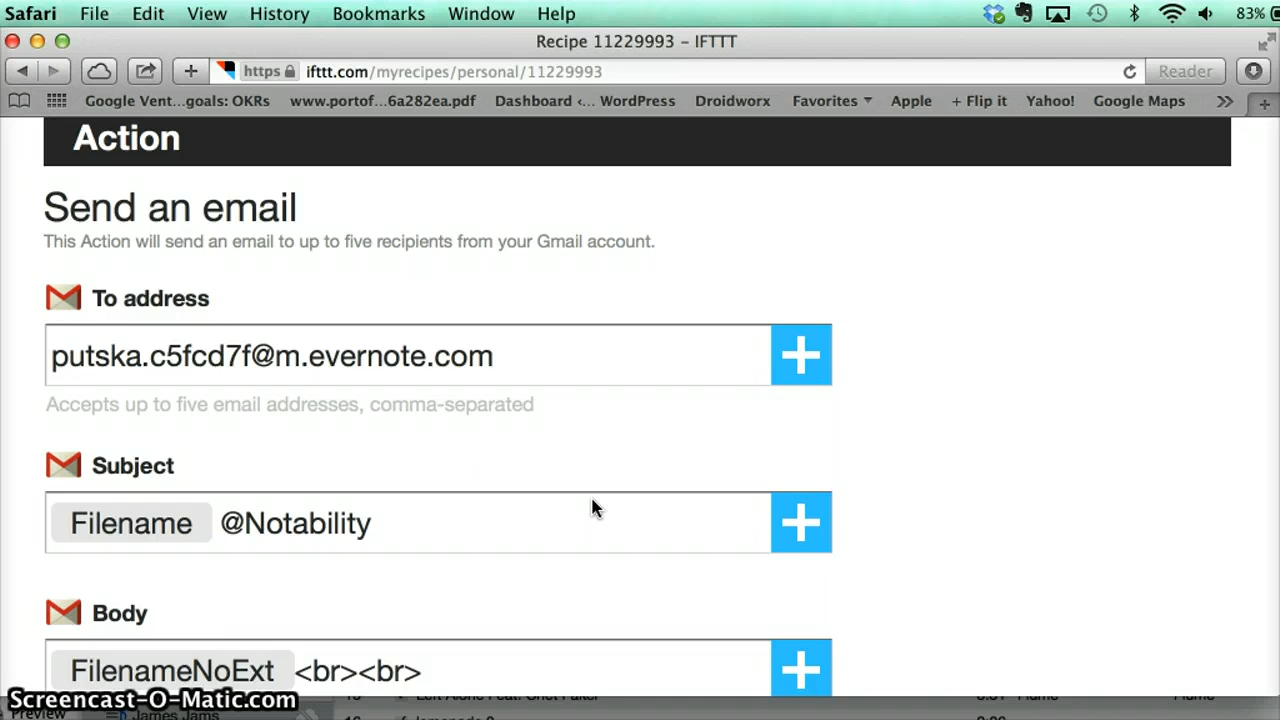 Safari File Edit View History Bookmarks Window Help 83%
Recipe 11229993 – IFTTT
https ifttt.com/myrecipes/personal/11229993 Reader
Google Vent...goals: OKRs www.portof...6a282ea.pdf Dashboard ‹... WordPress Droidworx Favorites Apple + Flip it Yahoo! Google Maps
Action
Send an email
This Action will send an email to up to five recipients from your Gmail account.
To address
putska.c5fcd7f@m.evernote.com
Accepts up to five email addresses, comma-separated
Subject
Filename @Notability
Body
FilenameNoExt <br><br>
Screencast-O-Matic.com
Preview James Jams